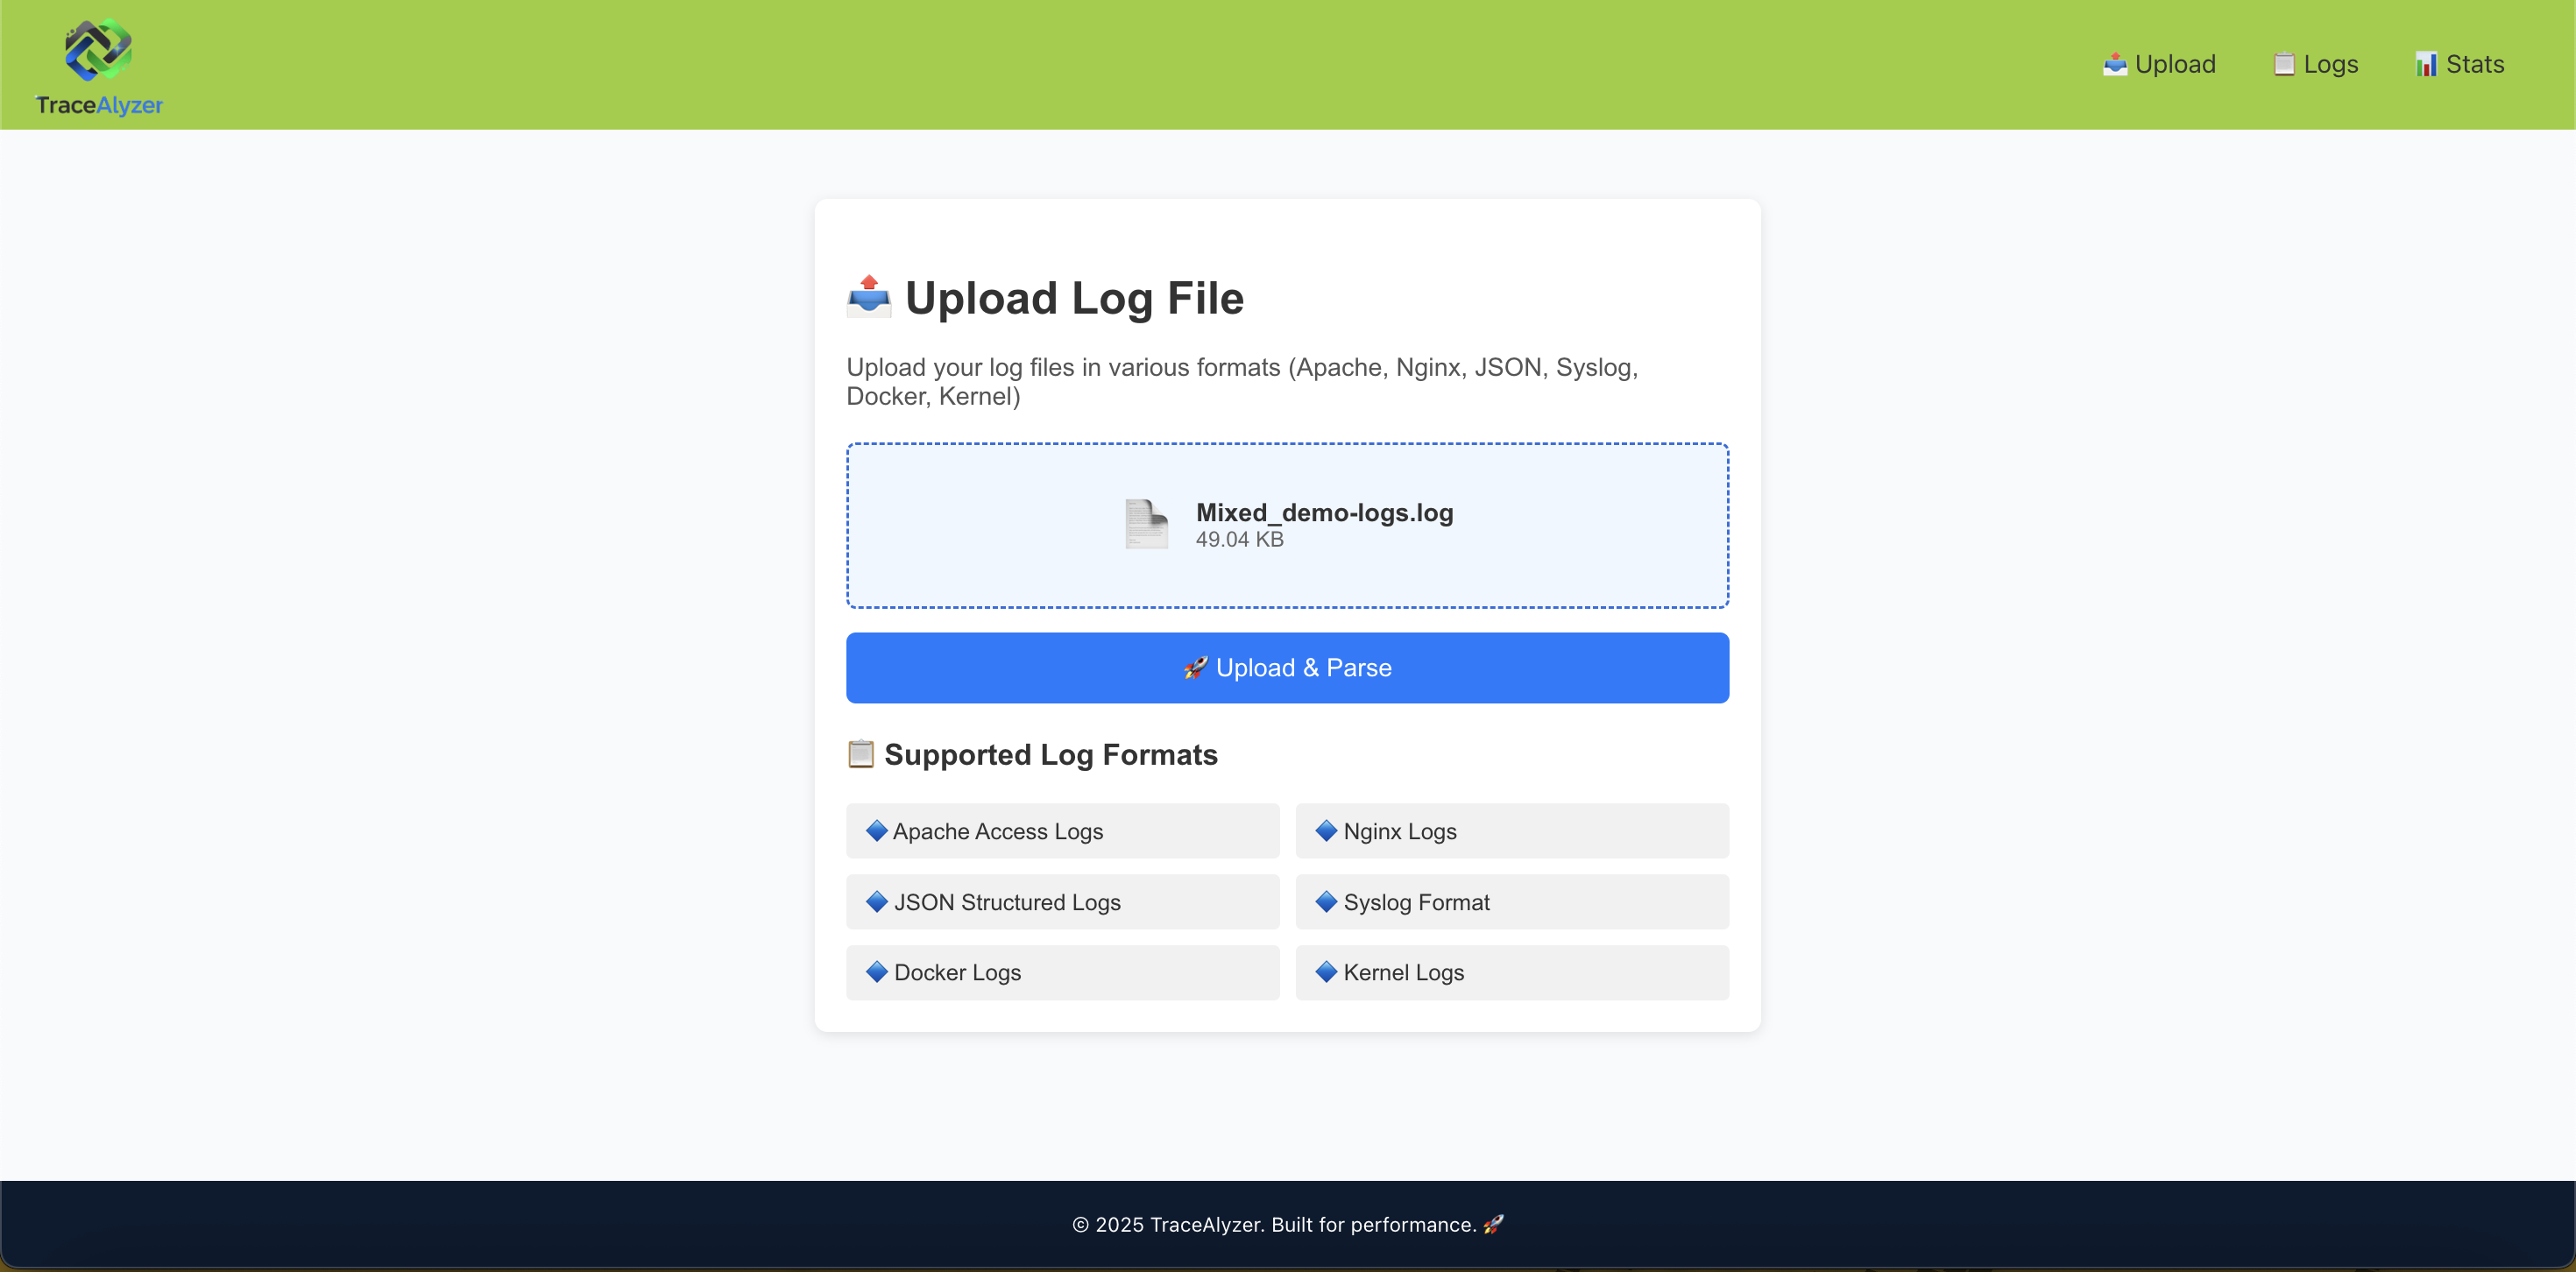 TraceAlyzer
Upload
Logs
Stats
Upload Log File
Upload your log files in various formats (Apache, Nginx, JSON, Syslog,
Docker, Kernel)
Mixed_demo-logs.log
49.04 KB
Upload & Parse
Supported Log Formats
Apache Access Logs
Nginx Logs
JSON Structured Logs
Syslog Format
Docker Logs
Kernel Logs
© 2025 TraceAlyzer. Built for performance. 🚀